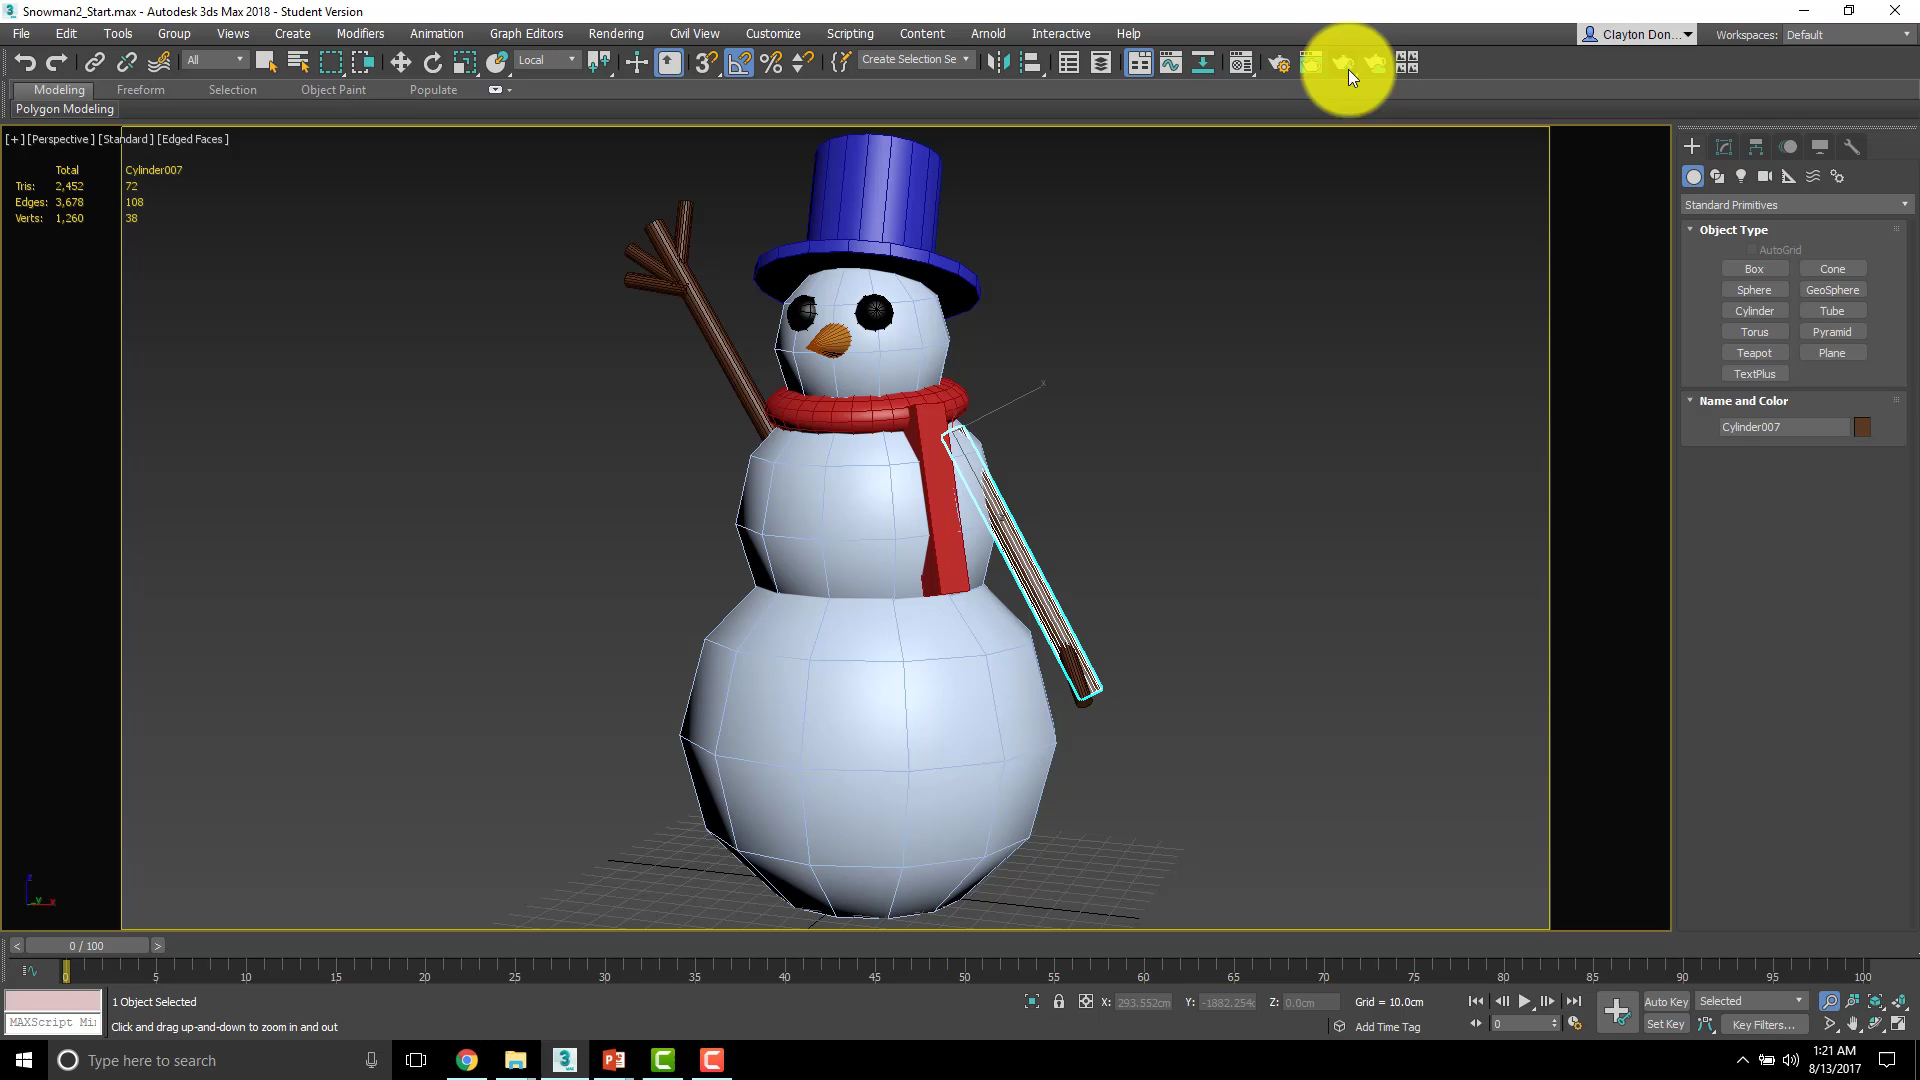 Snowman2_Start.max - Autodesk 3ds Max 2018 - Student Version
File Edit Tools Group Views Create Modifiers Animation Graph Editors Rendering Civil View Customize Scripting Content Arnold Interactive Help
Clayton Don... Workspaces: Default
All Local Create Selection Se
Modeling Freeform Selection Object Paint Populate
Polygon Modeling
[+] [Perspective] [Standard] [Edged Faces]
Total Cylinder007
Tris: 2,452 72
Edges: 3,678 108
Verts: 1,260 38
Standard Primitives
Object Type
AutoGrid
Box Cone
Sphere GeoSphere
Cylinder Tube
Torus Pyramid
Teapot Plane
TextPlus
Name and Color
Cylinder007
x
z
y x
< 0 / 100 >
0 5 10 15 20 25 30 35 40 45 50 55 60 65 70 75 80 85 90 95 100
1 Object Selected X: 293.552cm Y: -1882.254c Z: 0.0cm Grid = 10.0cm Auto Key Selected
MAXScript Mi Click and drag up-and-down to zoom in and out Add Time Tag 0 Set Key Key Filters...
Type here to search
1:21 AM
8/13/2017